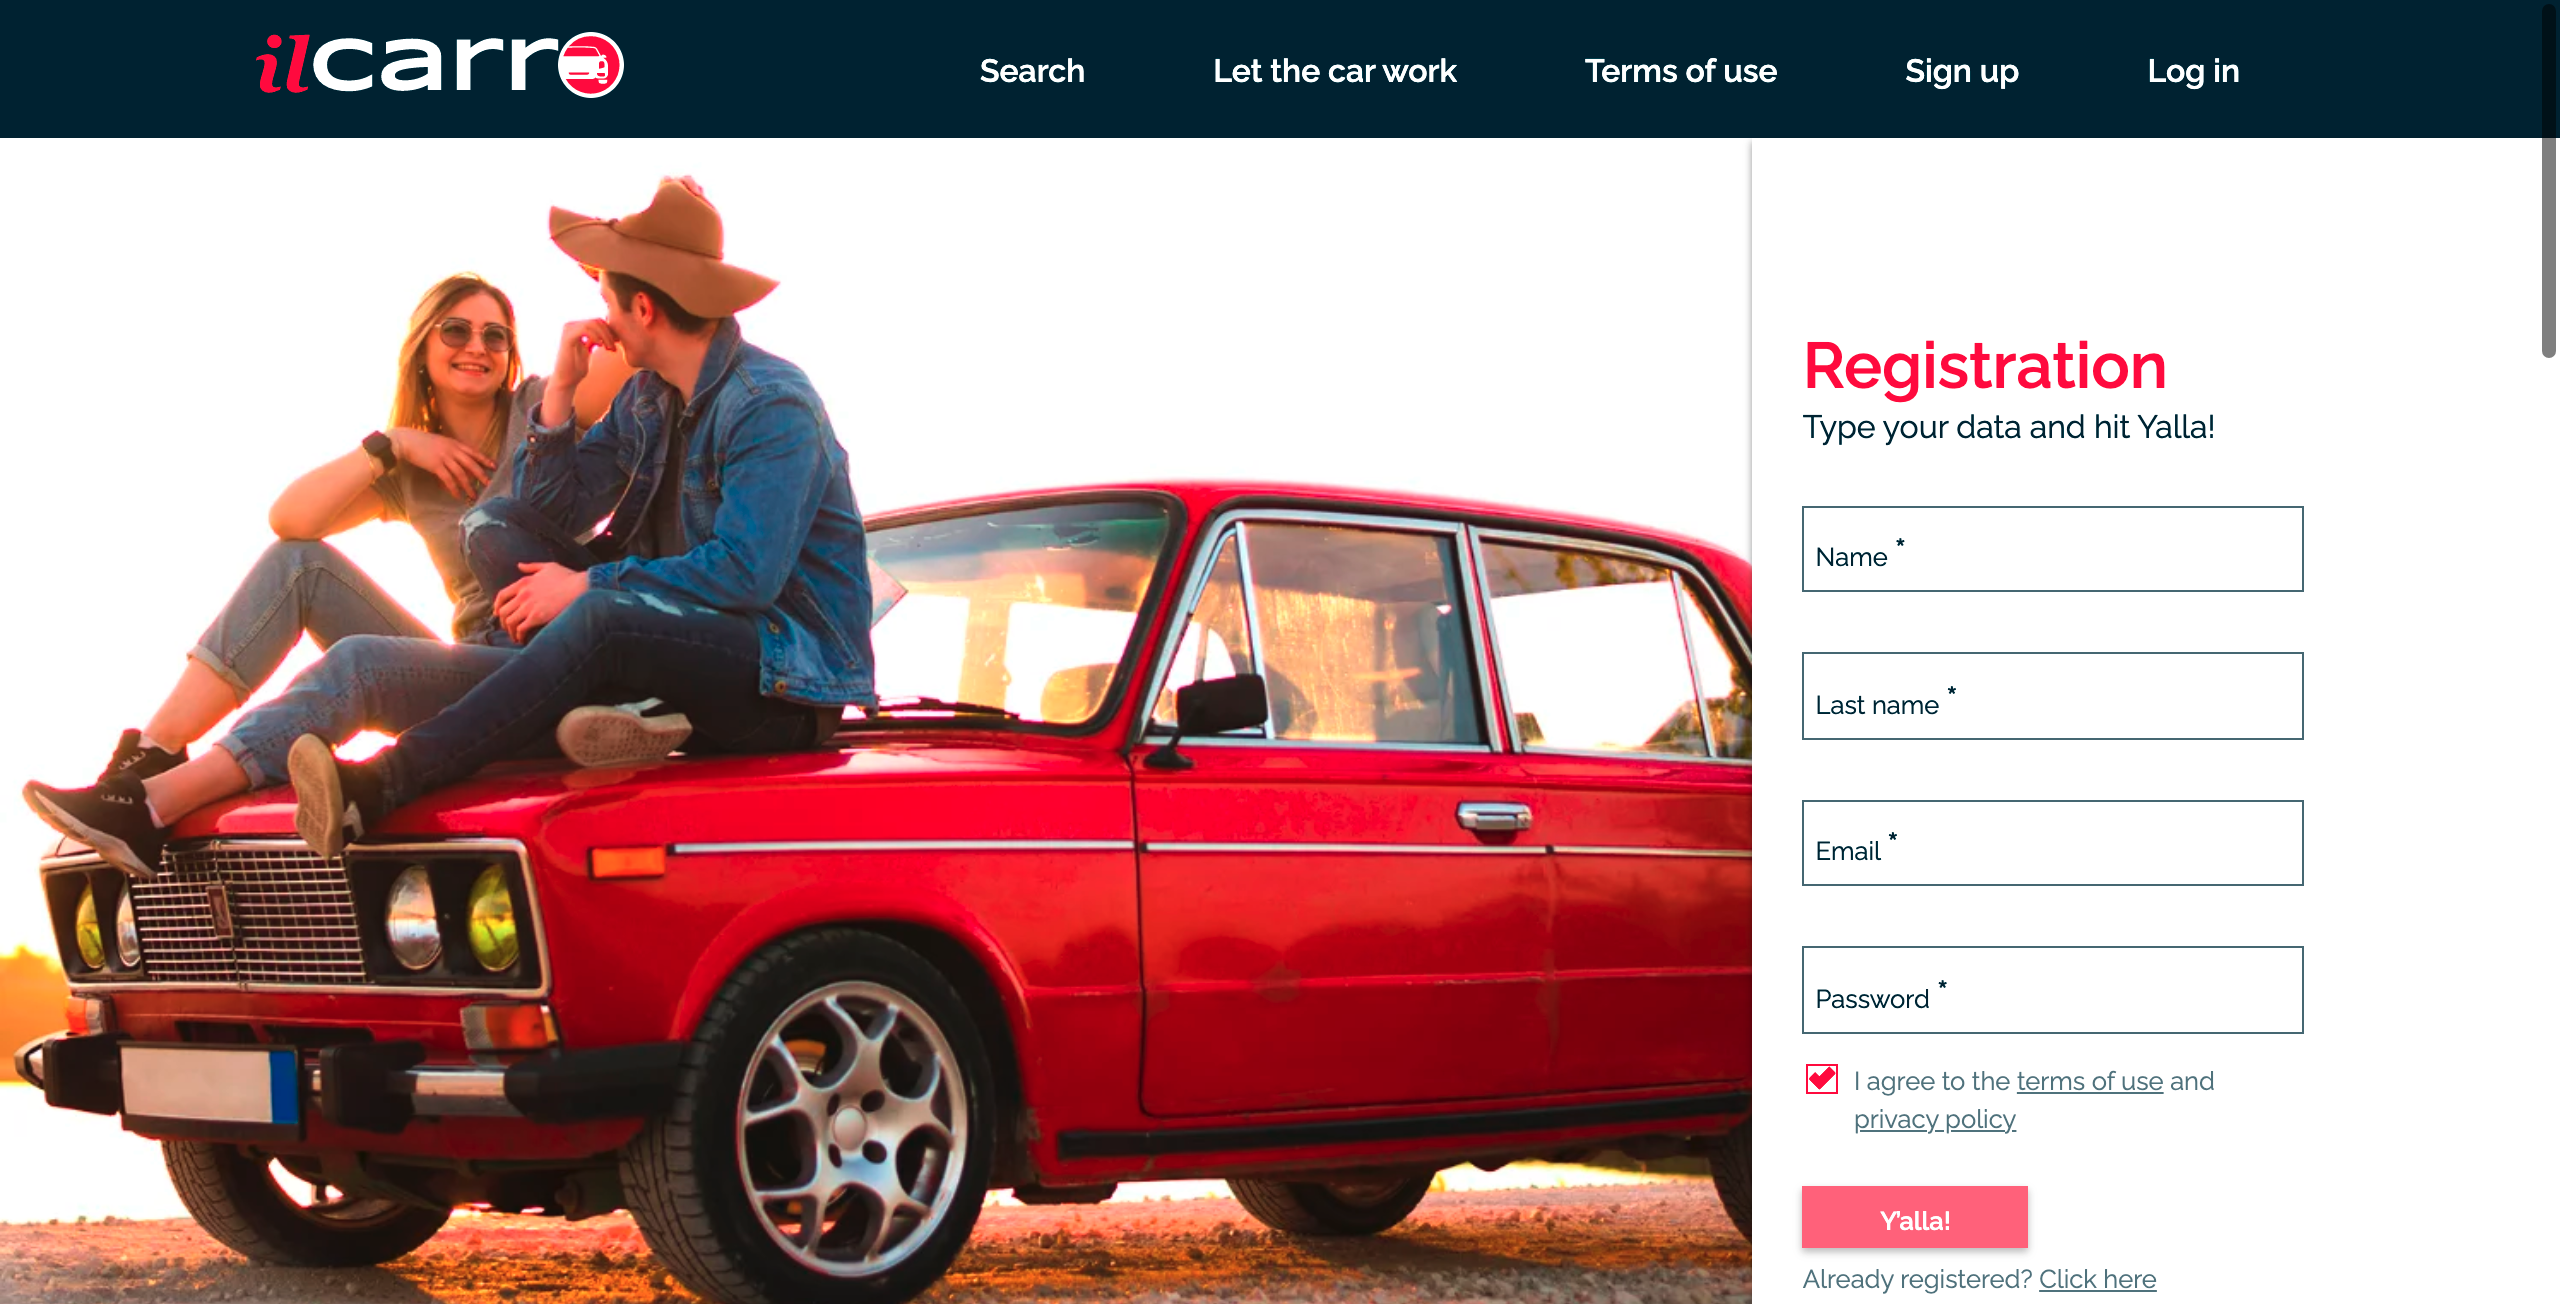 ilcarro
Search
Let the car work
Terms of use
Sign up
Log in
Registration
Type your data and hit Yalla!
Name *
Last name *
Email *
Password *
I agree to the terms of use and
privacy policy
Y'alla!
Already registered? Click here